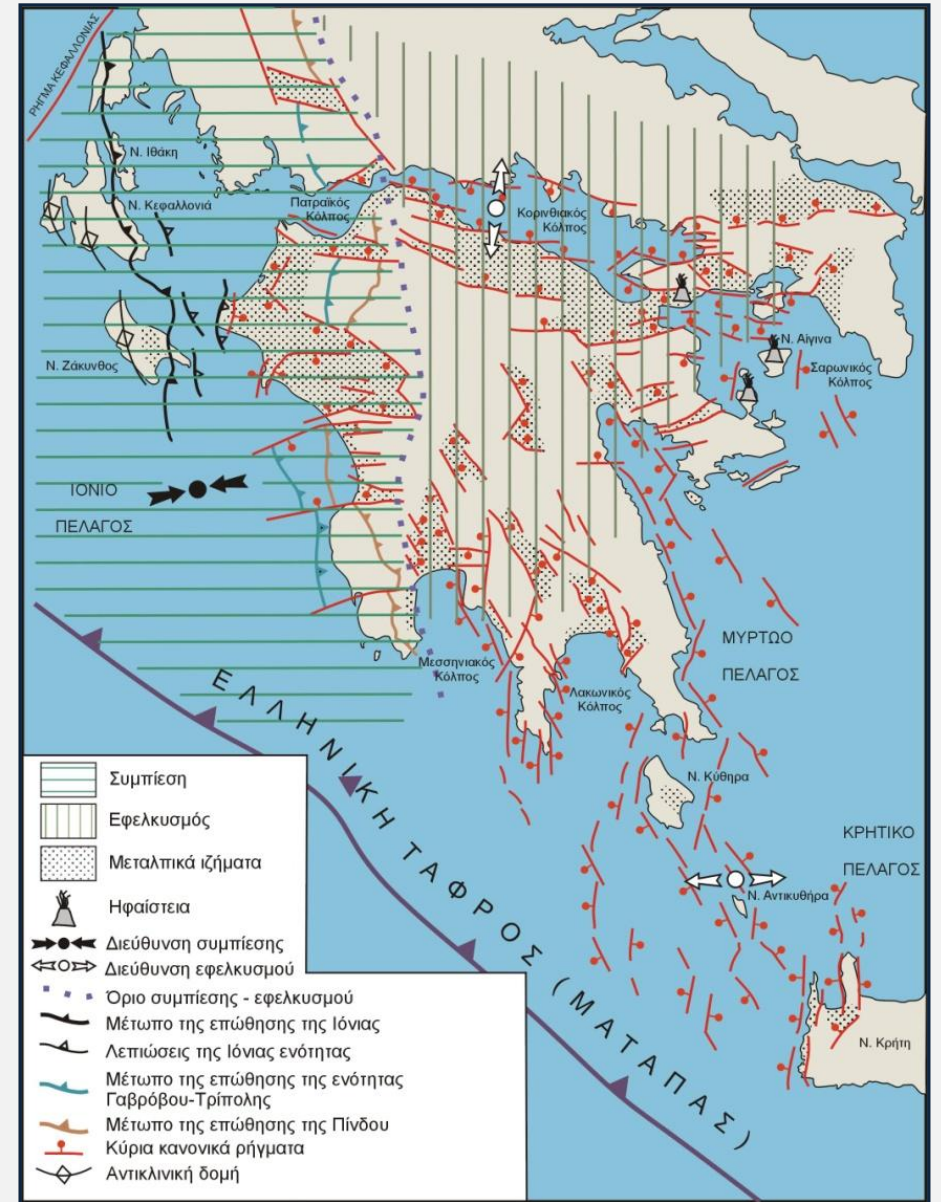 ΡΗΓΜΑ ΚΕΦΑΛΛΟΝΙΑΣ
Ν. Ιθάκη
Ν. Κεφαλλονιά
Πατραϊκός
Κόλπος
Κορινθιακός
Κόλπος
Ν. Ζάκυνθος
Ν. Αίγινα
Σαρωνικός
Κόλπος
ΙΟΝΙΟ
ΠΕΛΑΓΟΣ
ΜΥΡΤΩΟ
ΠΕΛΑΓΟΣ
Μεσσηνιακός
Κόλπος
Λακωνικός
Κόλπος
Ν. Κύθηρα
ΚΡΗΤΙΚΟ
ΠΕΛΑΓΟΣ
Ν. Αντικυθήρα
Ν. Κρήτη
ΕΛΛΗΝΙΚΗ ΤΑΦΡΟΣ (ΜΑΤΑΠΑΣ)
Συμπίεση
Εφελκυσμός
Μεταλπικά ιζήματα
Ηφαίστεια
Διεύθυνση συμπίεσης
Διεύθυνση εφελκυσμού
Όριο συμπίεσης - εφελκυσμού
Μέτωπο της επώθησης της Ιόνιας
Λεπιώσεις της Ιόνιας ενότητας
Μέτωπο της επώθησης της ενότητας
Γαβρόβου-Τρίπολης
Μέτωπο της επώθησης της Πίνδου
Κύρια κανονικά ρήγματα
Αντικλινική δομή